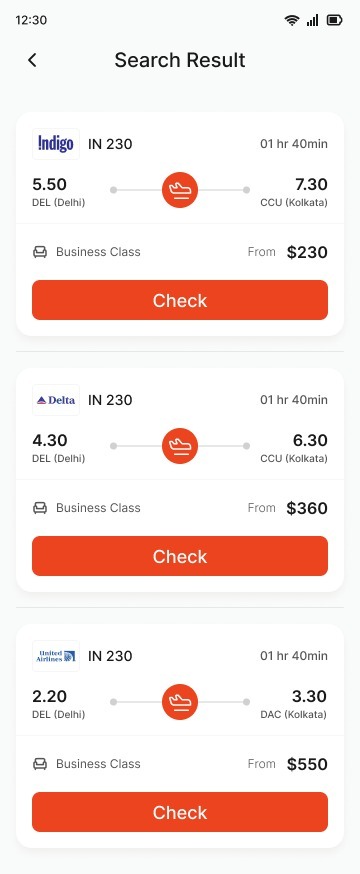 12:30
Search Result
Indigo
IN 230
01 hr 40min
5.50
7.30
DEL (Delhi)
CCU (Kolkata)
Business Class
From $230
Check
Delta
IN 230
01 hr 40min
4.30
6.30
DEL (Delhi)
CCU (Kolkata)
Business Class
From $360
Check
United
Airlines
IN 230
01 hr 40min
2.20
3.30
DEL (Delhi)
DAC (Kolkata)
Business Class
From $550
Check